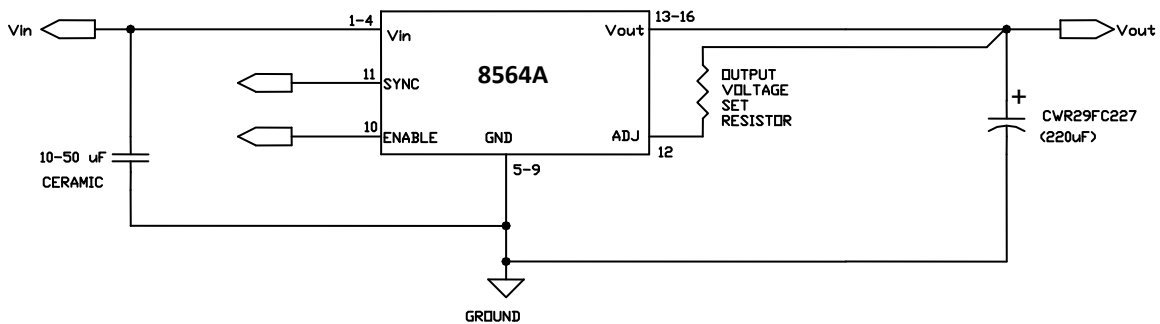 Vin
1-4
Vin
11
SYNC
10
ENABLE
8564A
GND
5-9
13-16
Vout
ADJ
12
OUTPUT
VOLTAGE
SET
RESISTOR
Vout
+
CWR29FC227
(220uF)
10-50 uF
CERAMIC
GROUND